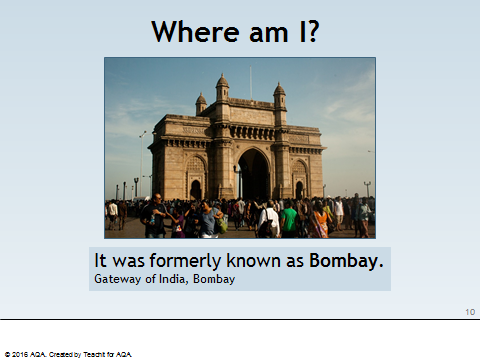 Where am I?
It was formerly known as Bombay.
Gateway of India, Bombay
10
© 2016 AQA. Created by Teachit for AQA.